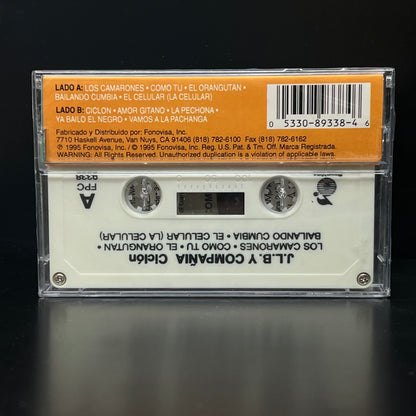 LADO A: LOS CAMARONES • COMO TU • EL ORANGUTAN •
BAILANDO CUMBIA • EL CELULAR (LA CELULAR)
LADO B: CICLON • AMOR GITANO • LA PECHONA •
YA BAILO EL NEGRO • VAMOS A LA PACHANGA
Fabricado y Distribuido por: Fonovisa, Inc.
7710 Haskell Avenue, Van Nuys, CA 91406 (818) 782-6100 Fax (818) 782-6162
℗ 1995 Fonovisa, Inc. / © 1995 Fonovisa, Inc. Reg. U.S. Pat. & Tm. Off. Marca Registrada.
WARNING: All Rights Reserved. Unauthorized duplication is a violation of applicable laws.
0 5330-89338-4 6
A
FPC
9338
J.L.B. Y COMPAÑIA Ciclón
LOS CAMARONES • COMO TU • EL ORANGUTAN •
BAILANDO CUMBIA • EL CELULAR (LA CELULAR)